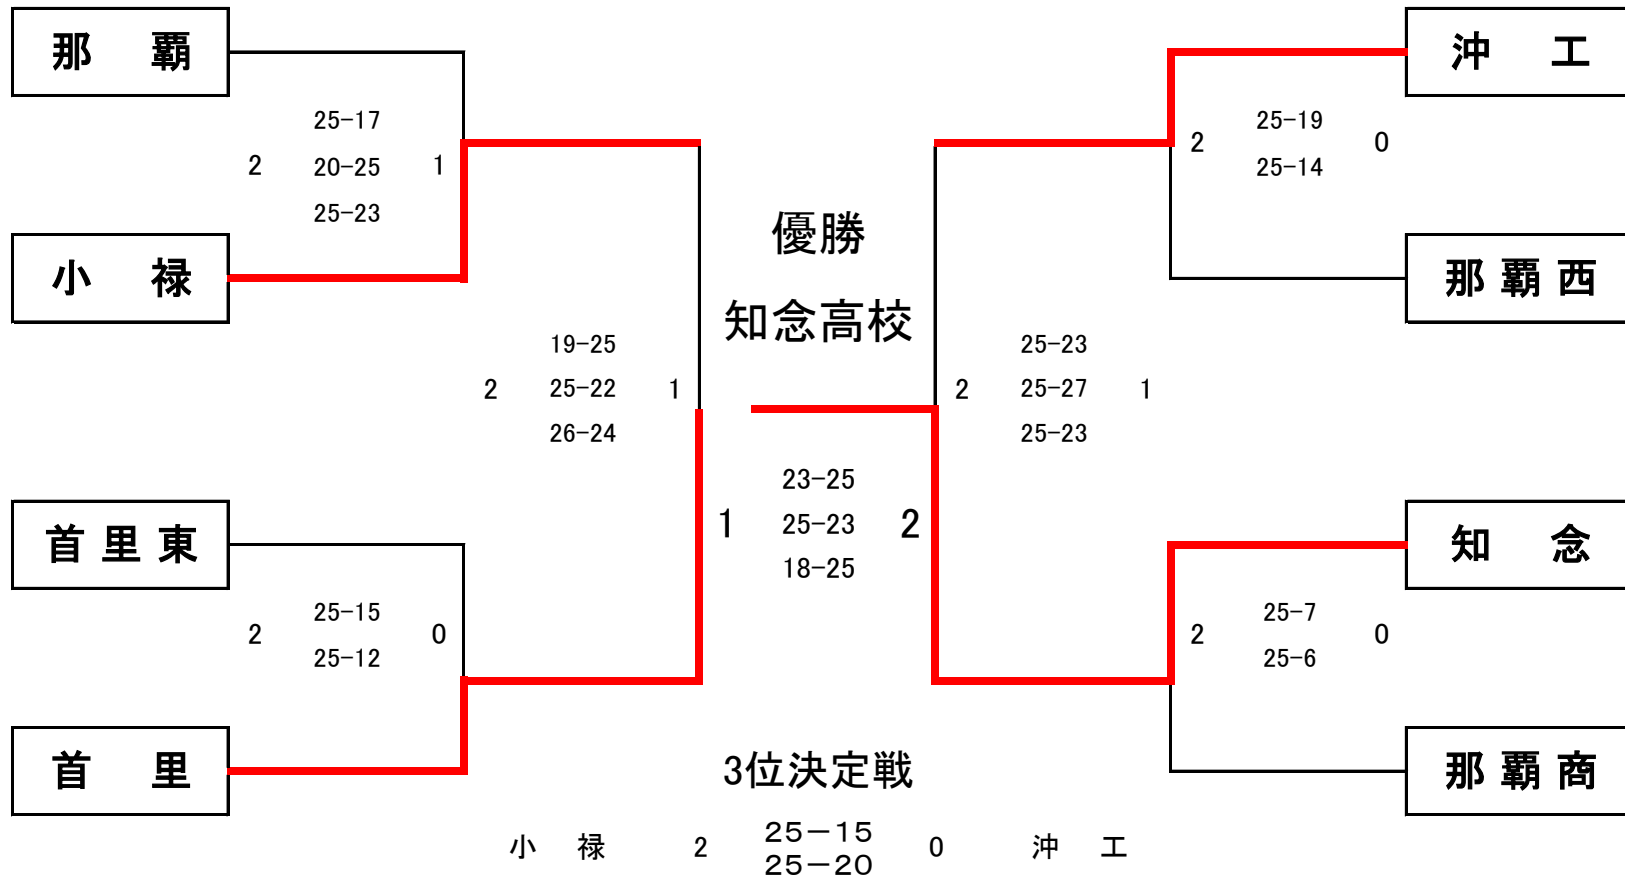 那　覇
25-17
2 20-25 1
25-23
小　禄
19-25
2 25-22 1
26-24
首里東
25-15
2 0
25-12
首　里
優勝
知念高校
23-25
1 25-23 2
18-25
沖　工
25-19
2 0
25-14
那覇西
25-23
2 25-27 1
25-23
知　念
25-7
2 0
25-6
那覇商
3位決定戦
25－15
小　禄 2 0 沖　工
25－20